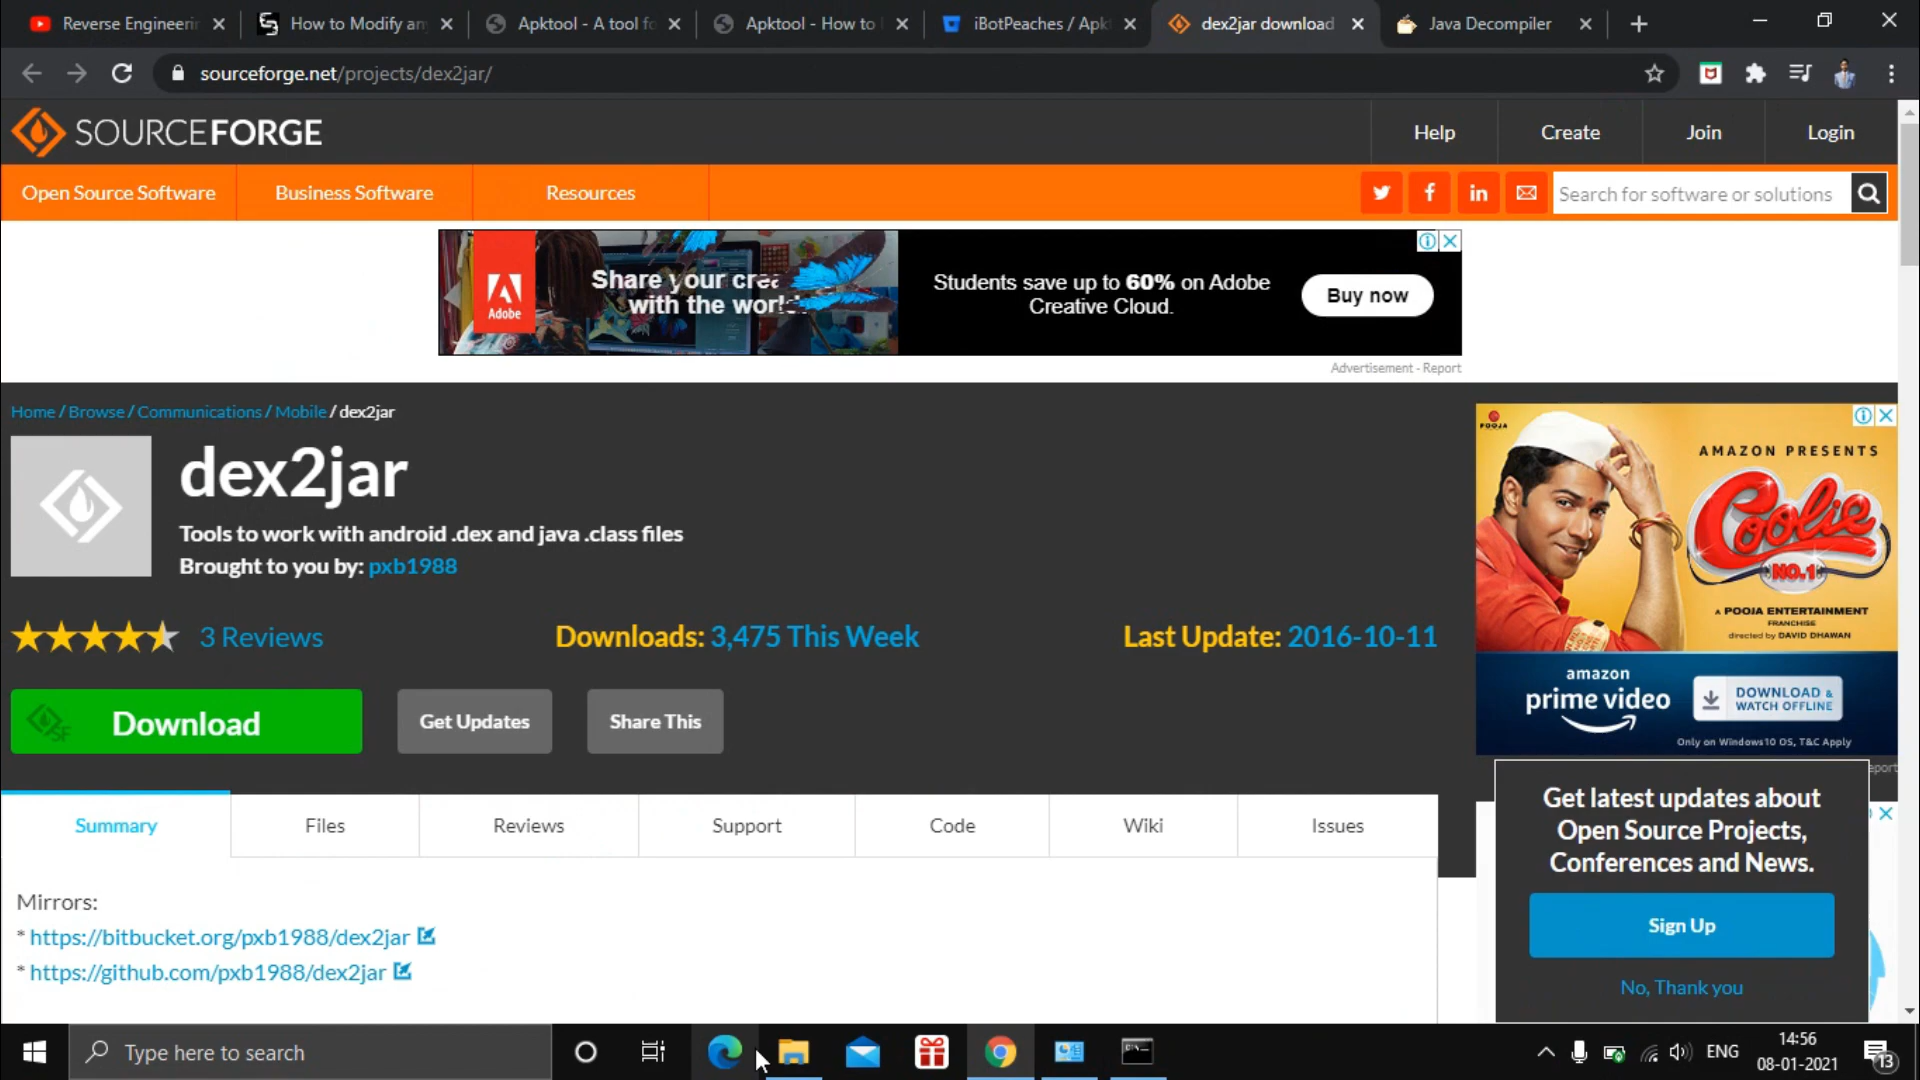 Reverse Engineeri
How to Modify an
Apktool - A tool fo
Apktool - How to
iBotPeaches / Apk
dex2jar download
Java Decompiler
sourceforge.net/projects/dex2jar/
SOURCEFORGE
Help
Create
Join
Login
Open Source Software
Business Software
Resources
Search for software or solutions
Adobe
Share your crea
with the world.
Students save up to 60% on Adobe
Creative Cloud.
Buy now
Advertisement - Report
Home / Browse / Communications / Mobile / dex2jar
dex2jar
Tools to work with android .dex and java .class files
Brought to you by: pxb1988
3 Reviews
Downloads: 3,475 This Week
Last Update: 2016-10-11
Download
Get Updates
Share This
POOJA
AMAZON PRESENTS
Coolie
NO.1
A POOJA ENTERTAINMENT
FRANCHISE
directed by DAVID DHAWAN
amazon
prime video
DOWNLOAD &
WATCH OFFLINE
Only on Windows10 OS, T&C Apply
eport
Summary
Files
Reviews
Support
Code
Wiki
Issues
Mirrors:
* https://bitbucket.org/pxb1988/dex2jar
* https://github.com/pxb1988/dex2jar
Get latest updates about
Open Source Projects,
Conferences and News.
Sign Up
No, Thank you
Type here to search
ENG
14:56
08-01-2021
13